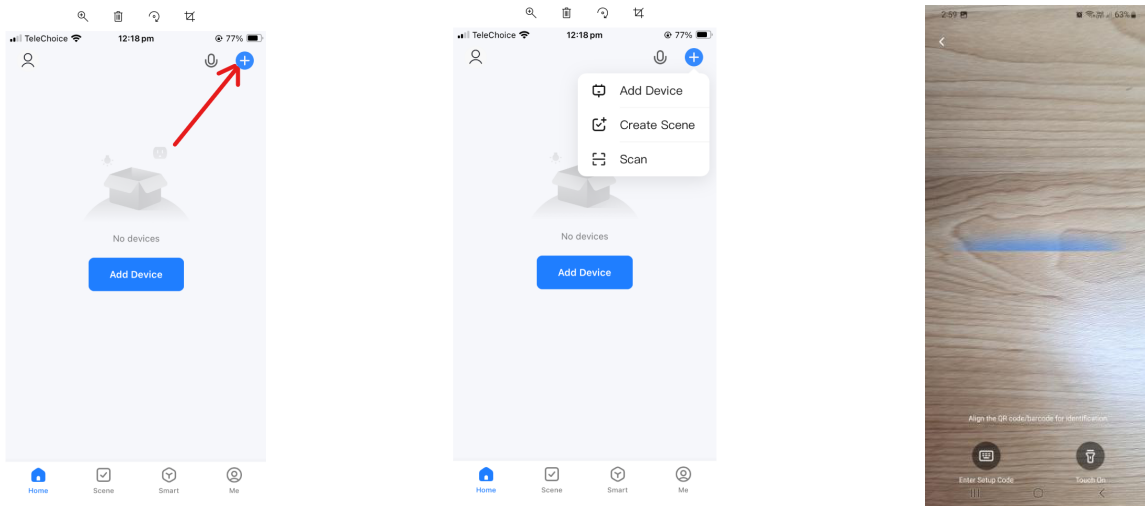 TeleChoice 12:18 pm 77%
No devices
Add Device
Home Scene Smart Me
TeleChoice 12:18 pm 77%
Add Device
Create Scene
Scan
No devices
Add Device
Home Scene Smart Me
2:59 63%
Align the QR code/barcode for identification
Enter Setup Code Touch On